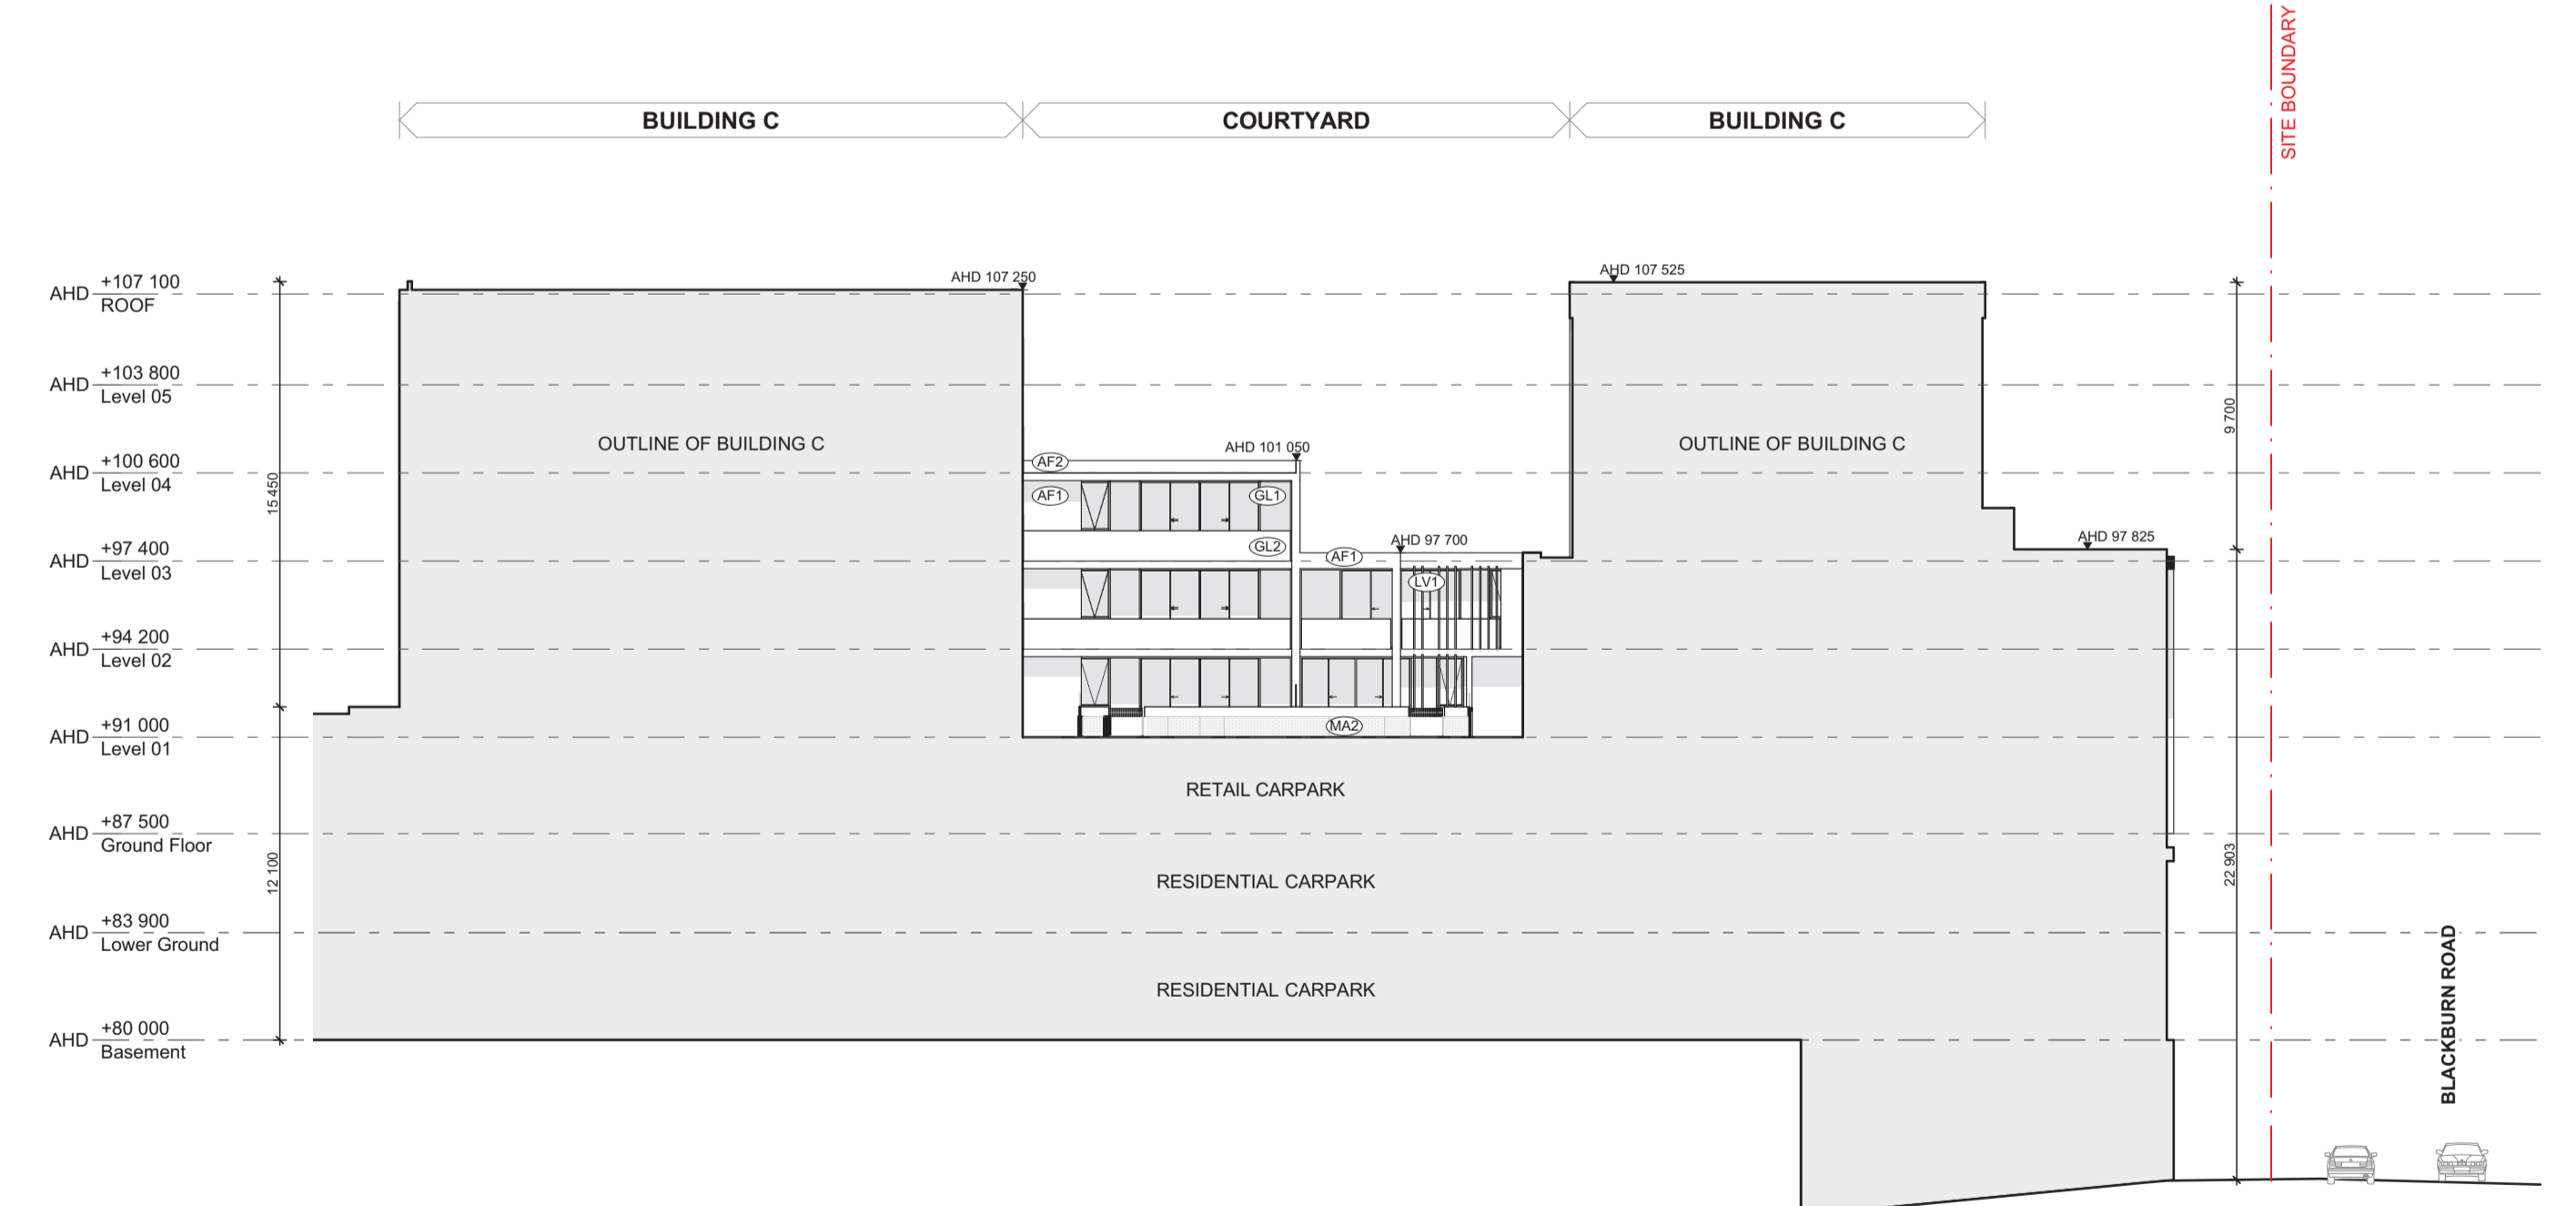 SITE BOUNDARY
BUILDING C
COURTYARD
BUILDING C
AHD 107 250
AHD 107 525
AHD
+107 100
ROOF
AHD
+103 800
Level 05
OUTLINE OF BUILDING C
OUTLINE OF BUILDING C
9 700
AHD 101 050
AHD
+100 600
Level 04
AF2
AF1
GL1
15 450
AHD 97 700
AHD 97 825
AHD
+97 400
Level 03
GL2
AF1
LV1
AHD
+94 200
Level 02
AHD
+91 000
Level 01
MA2
RETAIL CARPARK
AHD
+87 500
Ground Floor
12 100
RESIDENTIAL CARPARK
22 903
AHD
+83 900
Lower Ground
RESIDENTIAL CARPARK
AHD
+80 000
Basement
BLACKBURN ROAD